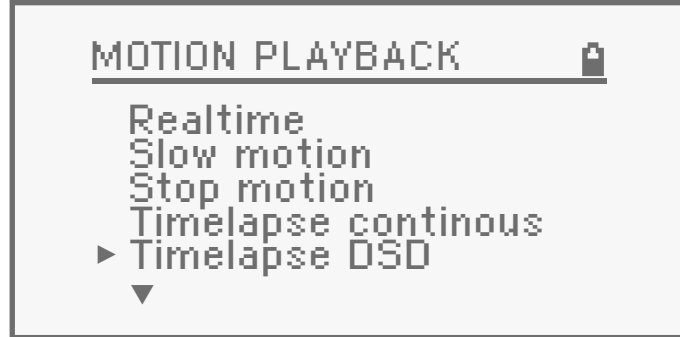 MOTION PLAYBACK
Realtime
Slow motion
Stop motion
Timelapse continous
Timelapse DSD